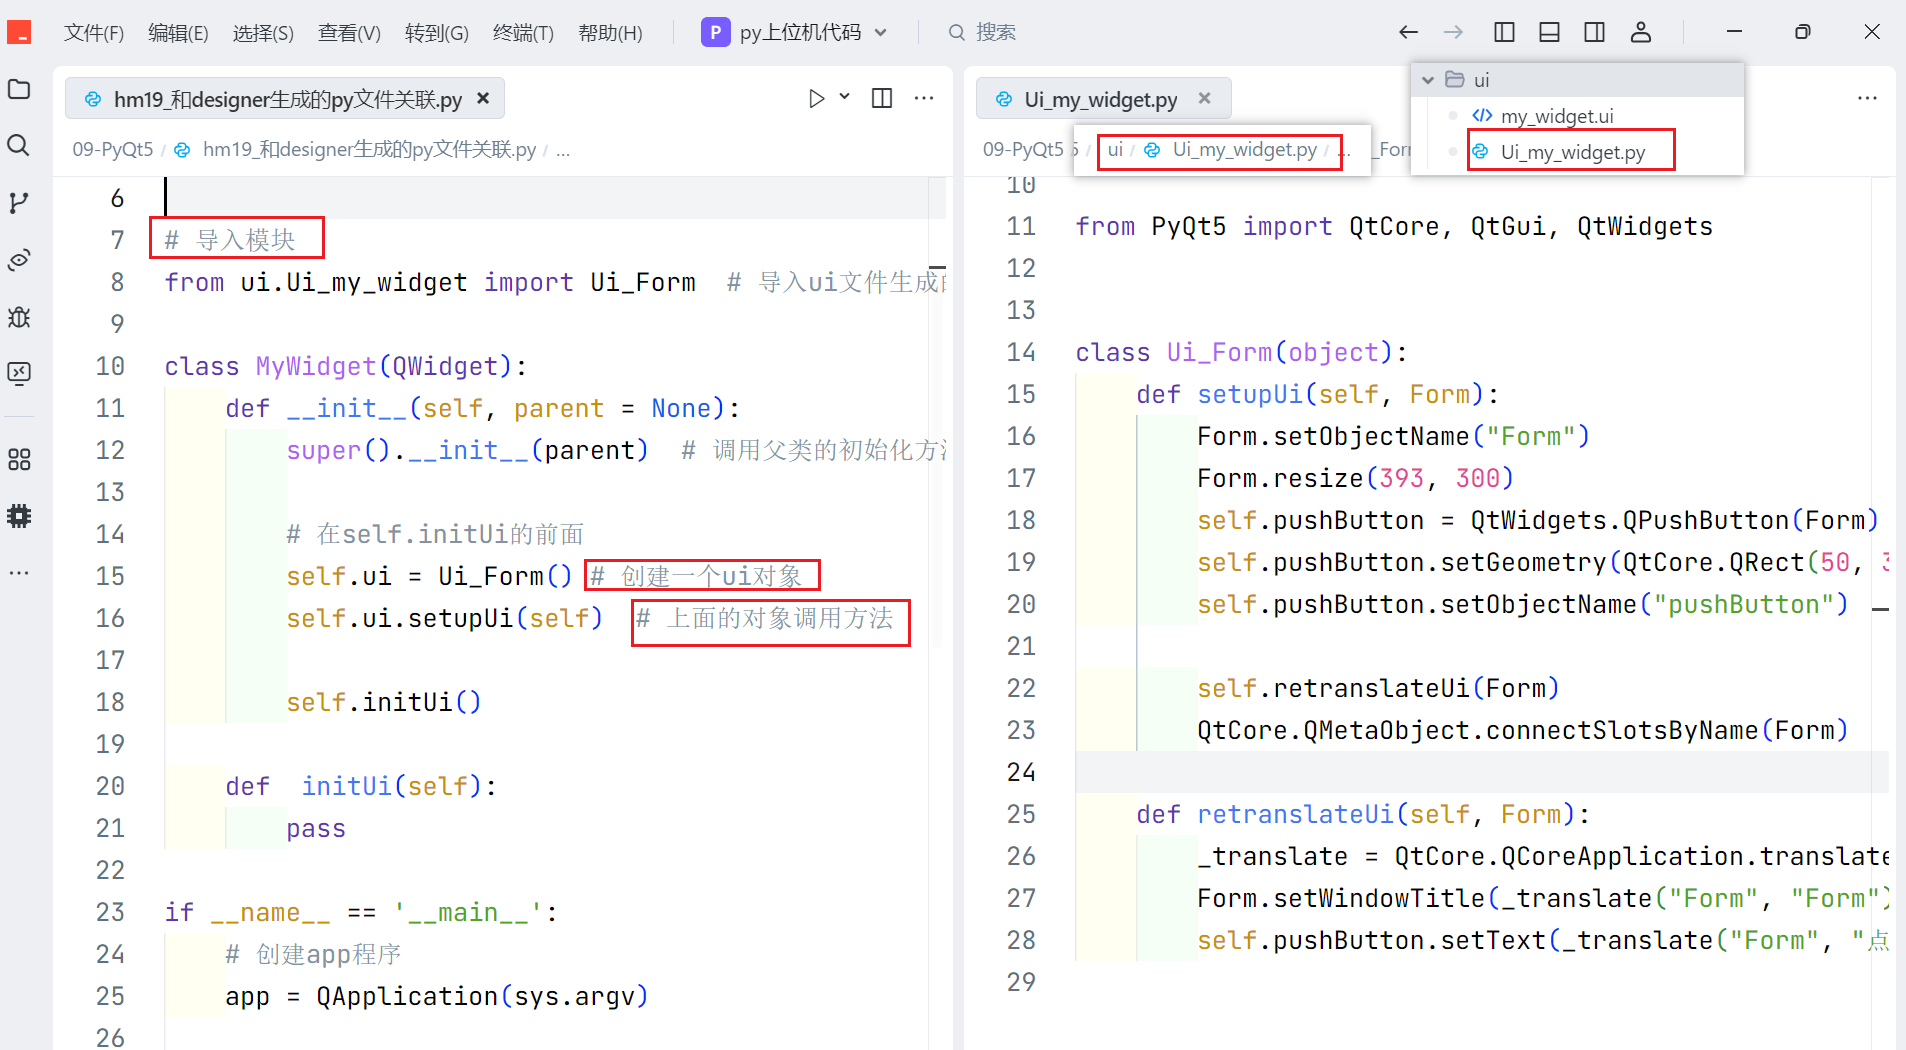 文件(F) 编辑(E) 选择(S) 查看(V) 转到(G) 终端(T) 帮助(H) P py上位机代码 搜索
hm19_和designer生成的py文件关联.py
09-PyQt5 / hm19_和designer生成的py文件关联.py / ...
6
7 # 导入模块
8 from ui.Ui_my_widget import Ui_Form # 导入ui文件生成
9
10 class MyWidget(QWidget):
11 def __init__(self, parent = None):
12 super().__init__(parent) # 调用父类的初始化方
13
14 # 在self.initUi的前面
15 self.ui = Ui_Form() # 创建一个ui对象
16 self.ui.setupUi(self) # 上面的对象调用方法
17
18 self.initUi()
19
20 def initUi(self):
21 pass
22
23 if __name__ == '__main__':
24 # 创建app程序
25 app = QApplication(sys.argv)
26
Ui_my_widget.py
09-PyQt5 5 / ui / Ui_my_widget.py / ... _For
ui
my_widget.ui
Ui_my_widget.py
10
11 from PyQt5 import QtCore, QtGui, QtWidgets
12
13
14 class Ui_Form(object):
15 def setupUi(self, Form):
16 Form.setObjectName("Form")
17 Form.resize(393, 300)
18 self.pushButton = QtWidgets.QPushButton(Form)
19 self.pushButton.setGeometry(QtCore.QRect(50,
20 self.pushButton.setObjectName("pushButton")
21
22 self.retranslateUi(Form)
23 QtCore.QMetaObject.connectSlotsByName(Form)
24
25 def retranslateUi(self, Form):
26 _translate = QtCore.QCoreApplication.translate
27 Form.setWindowTitle(_translate("Form", "Form")
28 self.pushButton.setText(_translate("Form", "点
29